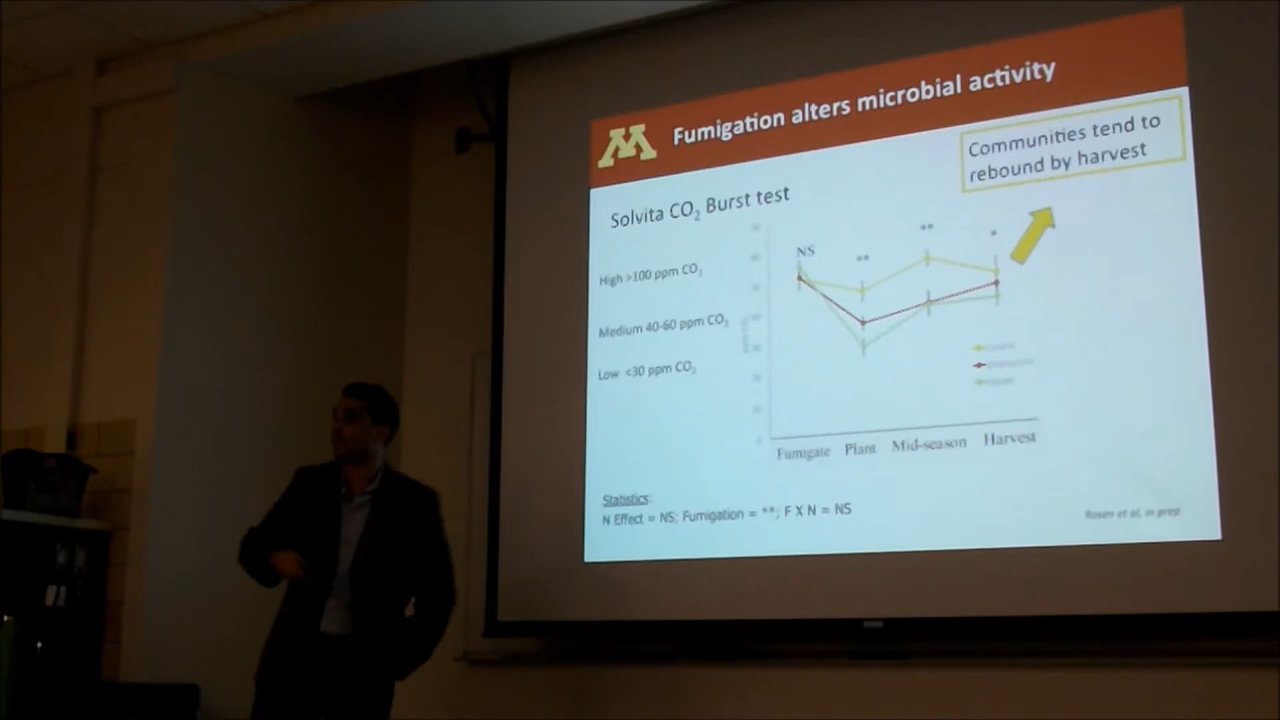 M
Fumigation alters microbial activity
Communities tend to
rebound by harvest
Solvita CO₂ Burst test
High >100 ppm CO₂
Medium 40-60 ppm CO₂
Low <30 ppm CO₂
NS
**
**
*
Fumigate Plant Mid-season Harvest
Statistics:
N Effect = NS; Fumigation = **; F X N = NS
Rosen et al, in prep